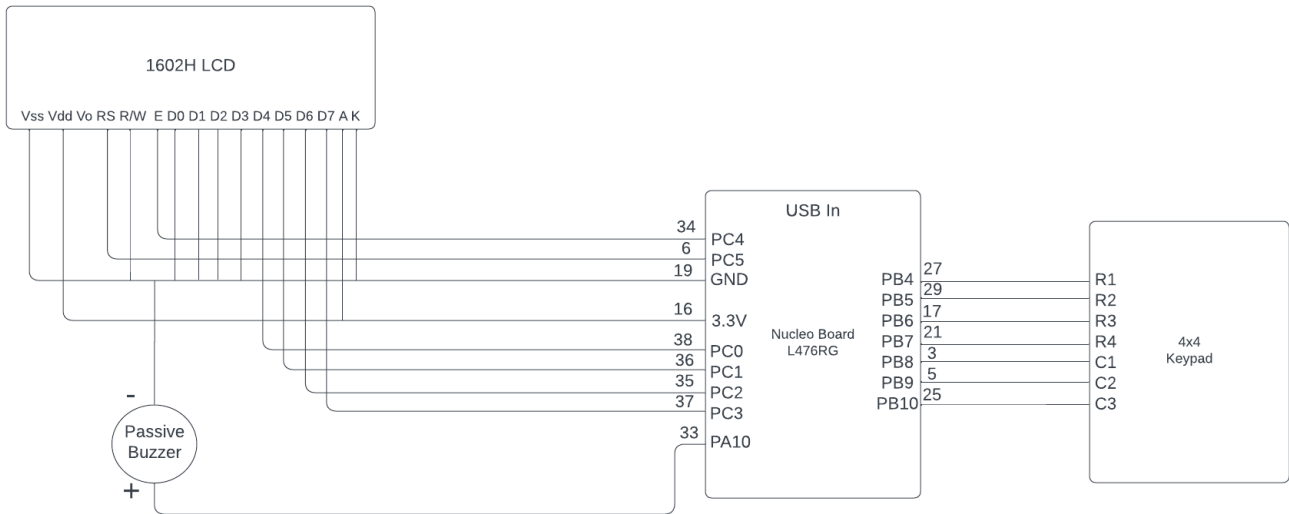 1602H LCD
Vss Vdd Vo RS R/W E D0 D1 D2 D3 D4 D5 D6 D7 A K
USB In
34
PC4
6
PC5
19
GND
16
3.3V
38
PC0
36
PC1
35
PC2
37
PC3
33
PA10
Nucleo Board
L476RG
27
PB4
29
PB5
17
PB6
21
PB7
3
PB8
5
PB9
25
PB10
R1
R2
R3
R4
C1
C2
C3
4x4
Keypad
-
Passive
Buzzer
+